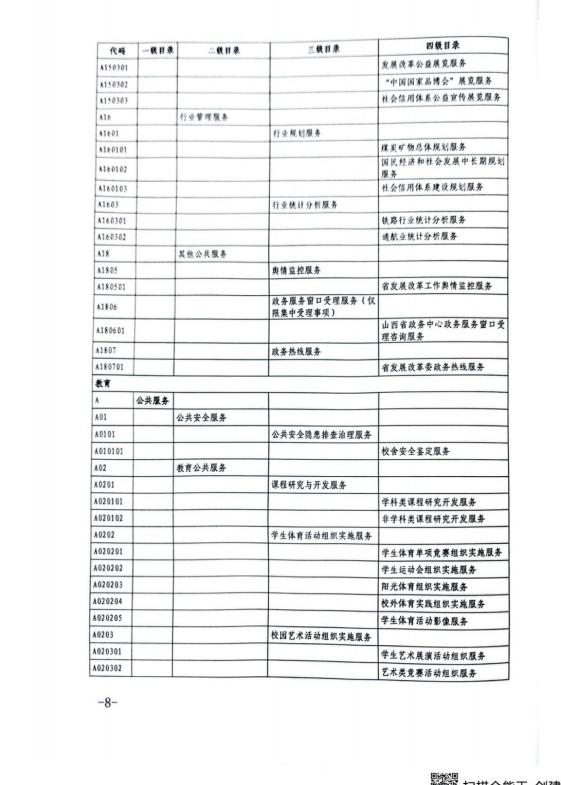 代码 一级目录 二级目录 三级目录 四级目录
A150301 发展改革公益展览服务
A150302 “中国国家品博会”展览服务
A150303 社会信用体系公益宣传展览服务
A16 行业管理服务
A1601 行业规划服务
A160101 煤炭矿物总体规划服务
A160102 国民经济和社会发展中长期规划
服务
A160103 社会信用体系建设规划服务
A1603 行业统计分析服务
A160301 铁路行业统计分析服务
A160302 通航业统计分析服务
A18 其他公共服务
A1805 舆情监控服务
A180501 省发展改革工作舆情监控服务
A1806 政务服务窗口受理服务（仅
限集中受理事项）
A180601 山西省政务中心政务服务窗口受
理咨询服务
A1807 政务热线服务
A180701 省发展改革委政务热线服务
教育
A 公共服务
A01 公共安全服务
A0101 公共安全隐患排查治理服务
A010101 校舍安全鉴定服务
A02 教育公共服务
A0201 课程研究与开发服务
A020101 学科类课程研究开发服务
A020102 非学科类课程研究开发服务
A0202 学生体育活动组织实施服务
A020201 学生体育单项竞赛组织实施服务
A020202 学生运动会组织实施服务
A020203 阳光体育组织实施服务
A020204 校外体育实践组织实施服务
A020205 学生体育活动影像服务
A0203 校园艺术活动组织实施服务
A020301 学生艺术展演活动组织服务
A020302 艺术类竞赛活动组织服务
-8-